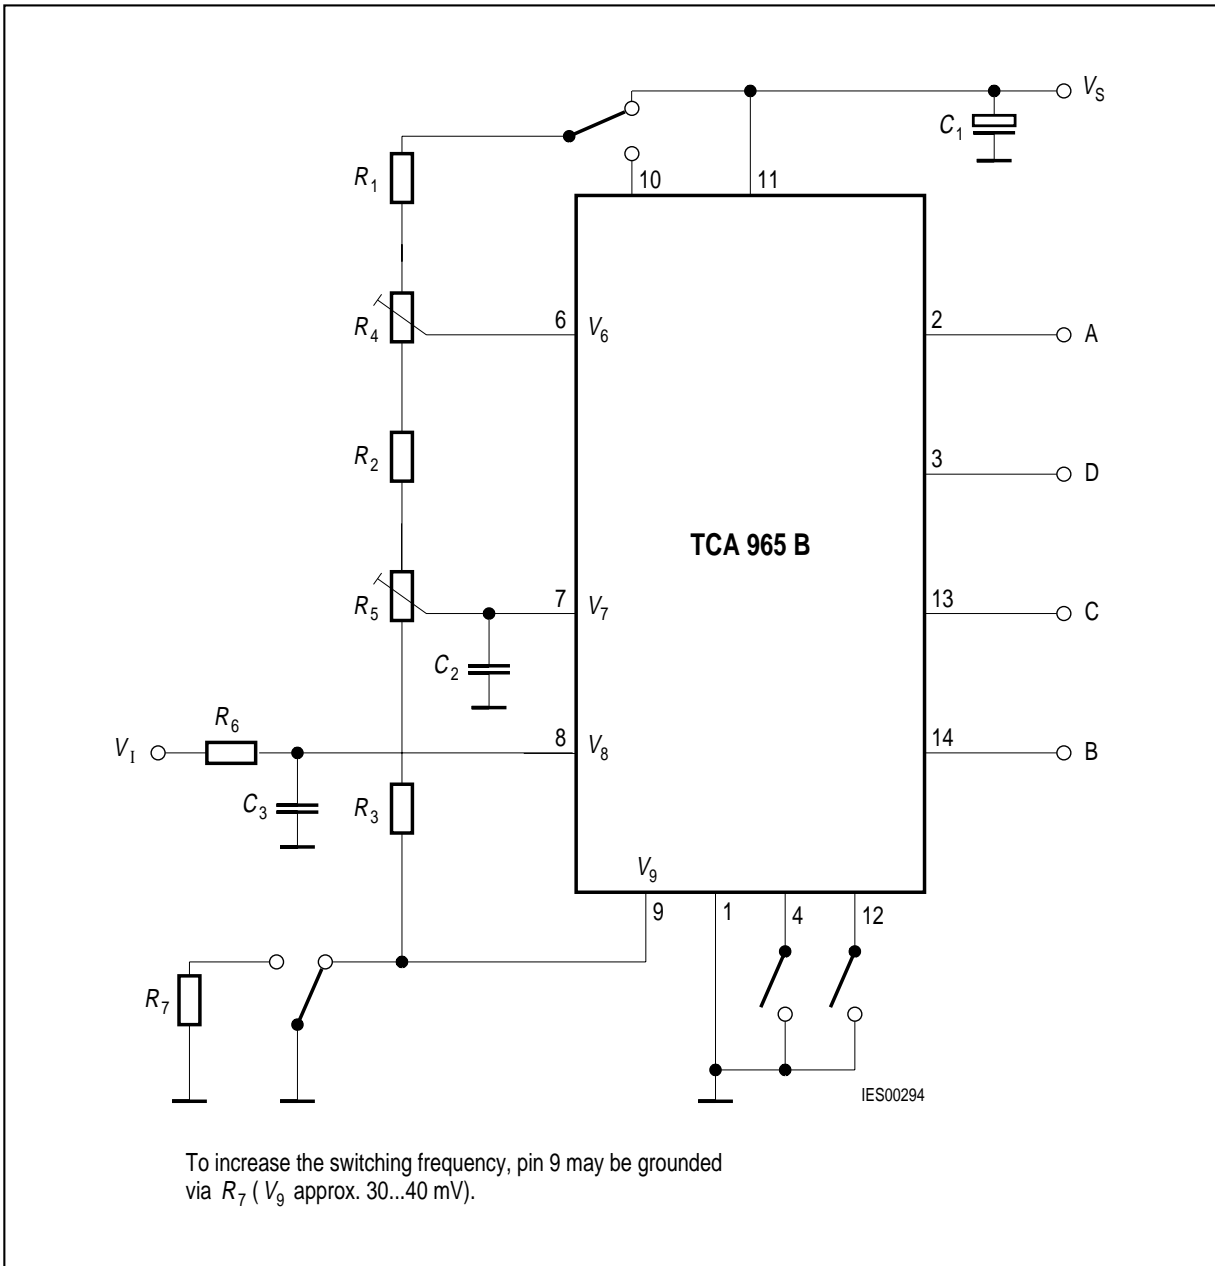 V_S
C_1
R_1
10
11
R_4
6
V_6
2
A
R_2
3
D
TCA 965 B
R_5
7
V_7
13
C
C_2
R_6
V_I
8
V_8
14
B
C_3
R_3
V_9
9
1
4
12
R_7
IES00294
To increase the switching frequency, pin 9 may be grounded
via R_7 ( V_9 approx. 30...40 mV).